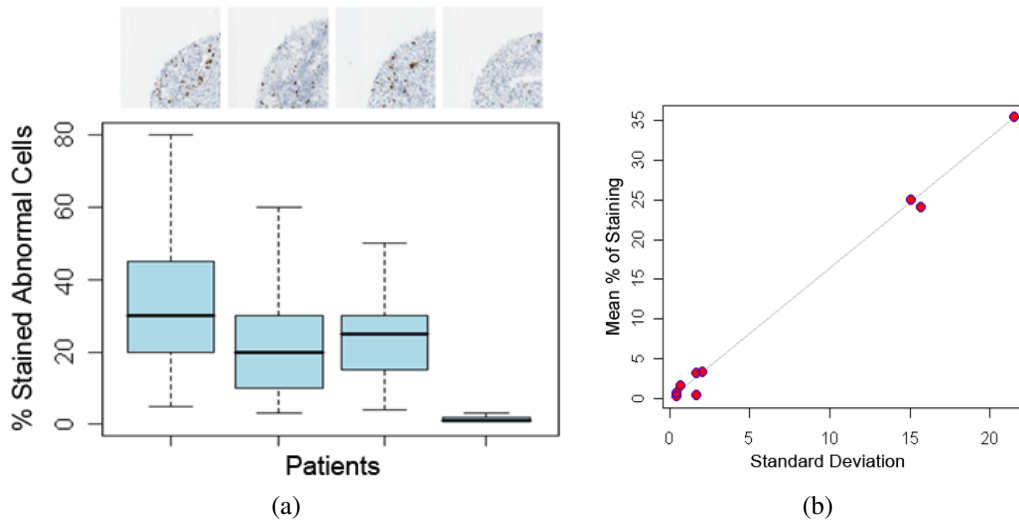 % Stained Abnormal Cells
80
60
40
20
0
Patients
(a)
Mean % of Staining
35
30
25
20
15
10
5
0
0 5 10 15 20
Standard Deviation
(b)